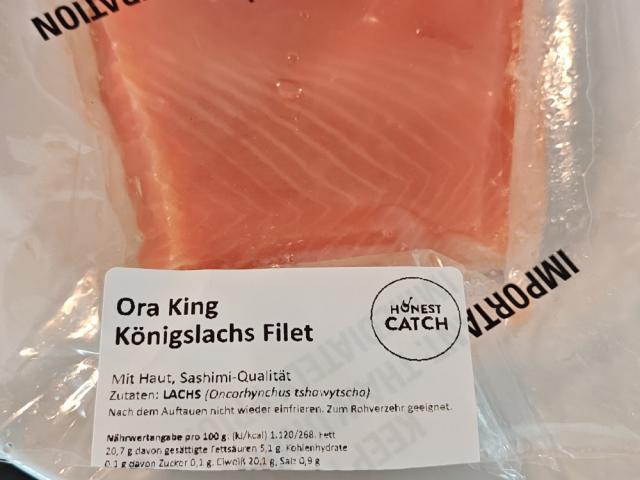 RATION
Ora King
Königslachs Filet
HONEST
CATCH
Mit Haut, Sashimi-Qualität
Zutaten: LACHS (Oncorhynchus tshawytscha)
Nach dem Auftauen nicht wieder einfrieren. Zum Rohverzehr geeignet.
Nährwertangabe pro 100 g: (kJ/kcal) 1.120/268. Fett
20,7 g davon gesättigte Fettsäuren 5,1 g, Kohlenhydrate
0,1 g davon Zucker 0,1 g, Eiweiß 20,1 g, Salz 0,9 g
IMPORTA